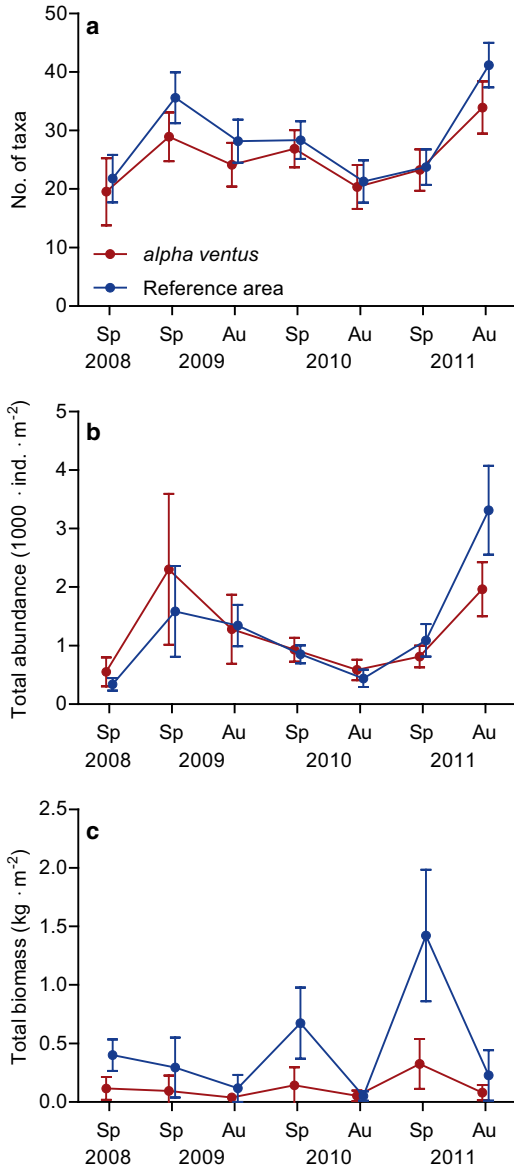 a
No. of taxa
50
40
30
20
10
0
alpha ventus
Reference area
Sp Sp Au Sp Au Sp Au
2008 2009 2010 2011
b
Total abundance (1000 · ind. · m⁻²)
5
4
3
2
1
0
Sp Sp Au Sp Au Sp Au
2008 2009 2010 2011
c
Total biomass (kg · m⁻²)
2.5
2.0
1.5
1.0
0.5
0.0
Sp Sp Au Sp Au Sp Au
2008 2009 2010 2011